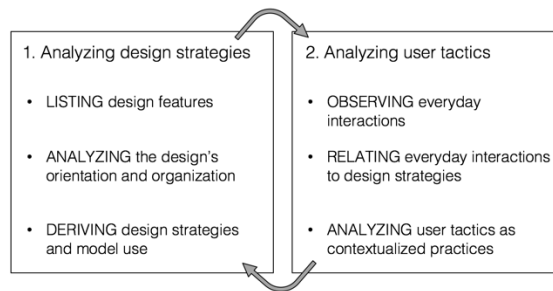 1. Analyzing design strategies
• LISTING design features
• ANALYZING the design's
orientation and organization
• DERIVING design strategies
and model use
2. Analyzing user tactics
• OBSERVING everyday
interactions
• RELATING everyday interactions
to design strategies
• ANALYZING user tactics as
contextualized practices